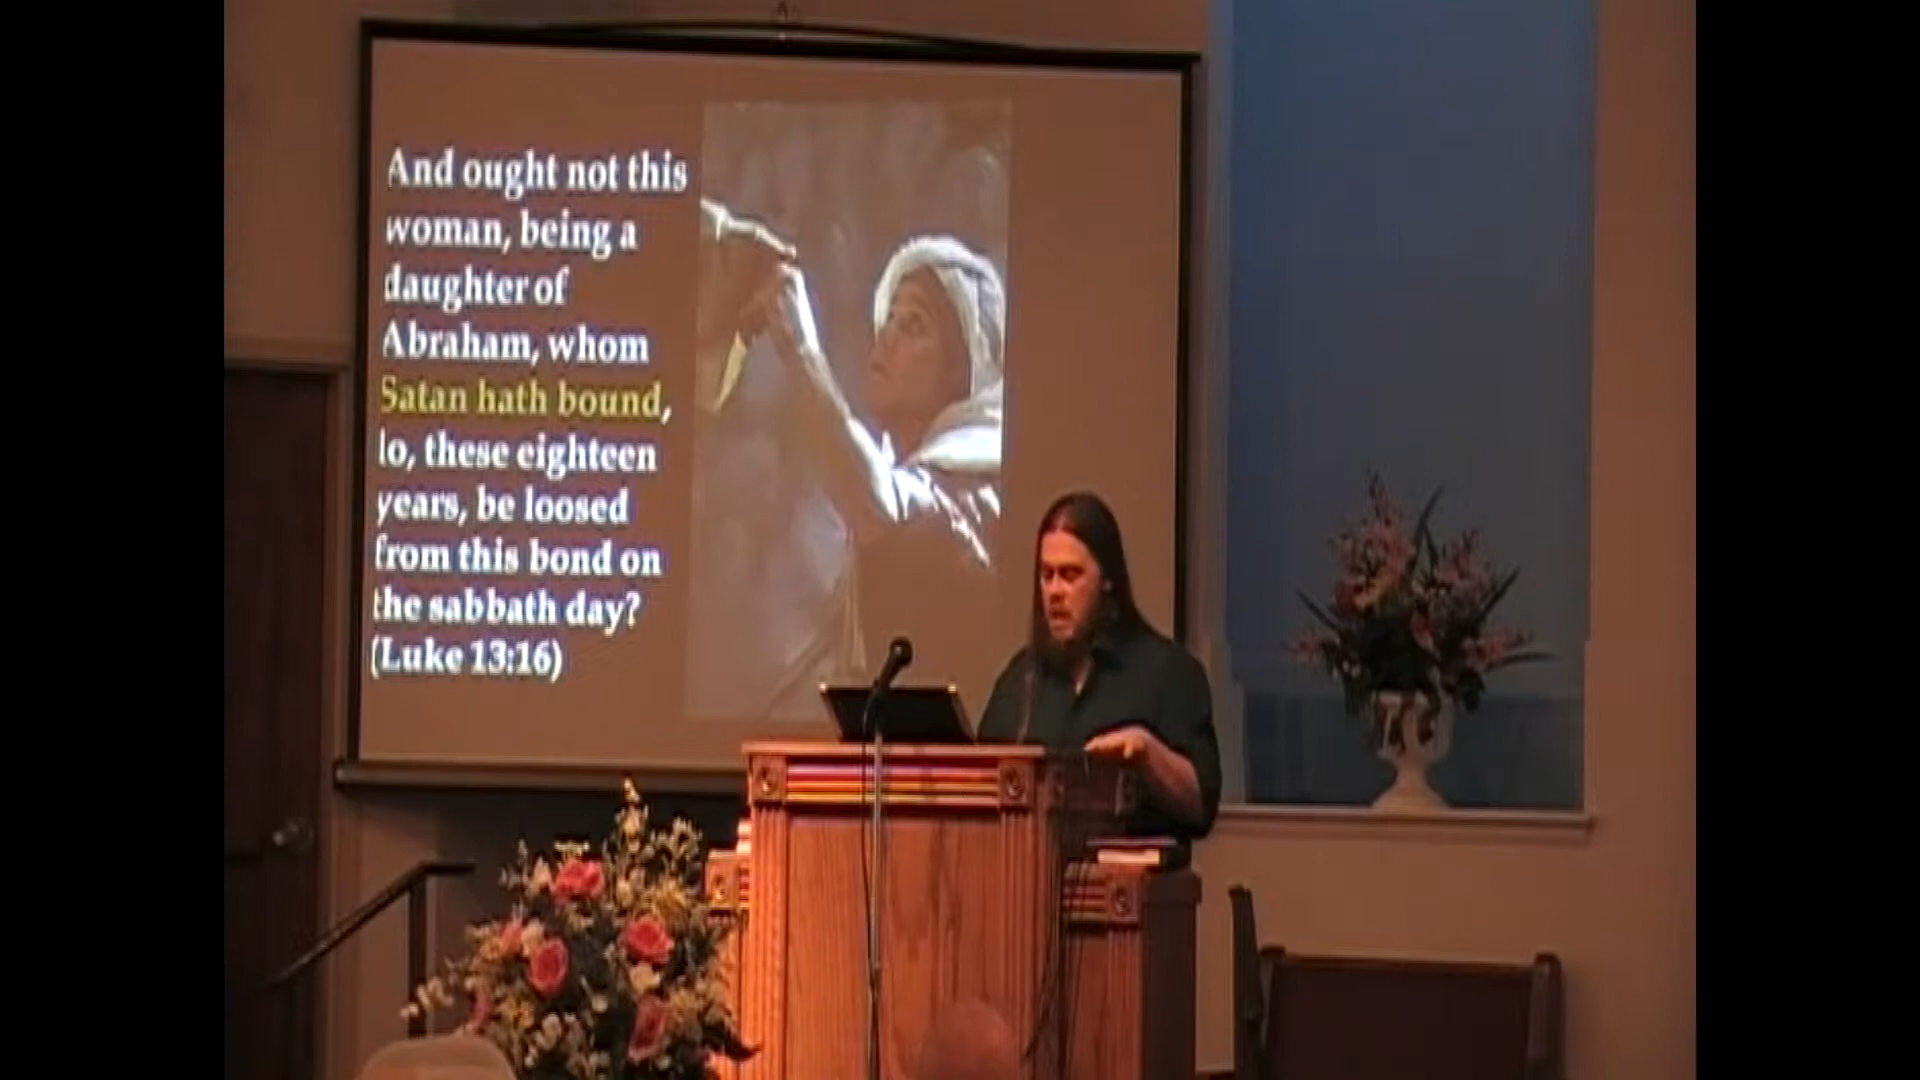 And ought not this
woman, being a
daughter of
Abraham, whom
Satan hath bound,
lo, these eighteen
years, be loosed
from this bond on
the sabbath day?
(Luke 13:16)